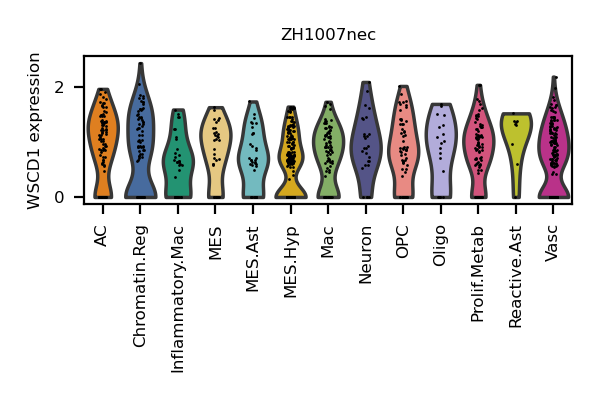 ZH1007nec
WSCD1 expression
2
0
AC
Chromatin.Reg
Inflammatory.Mac
MES
MES.Ast
MES.Hyp
Mac
Neuron
OPC
Oligo
Prolif.Metab
Reactive.Ast
Vasc